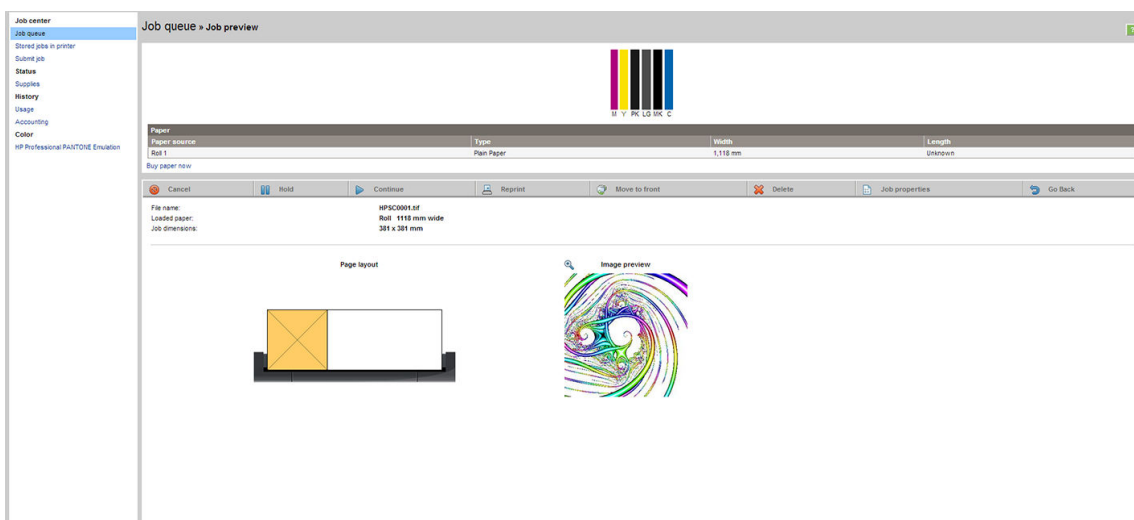 Job center
Job queue
Stored jobs in printer
Submit job
Status
Supplies
History
Usage
Accounting
Color
HP Professional PANTONE Emulation
Job queue » Job preview
M Y PK LG MK C
Paper
Paper source Type Width Length
Roll 1 Plain Paper 1,118 mm Unknown
Buy paper now
Cancel Hold Continue Reprint Move to front Delete Job properties Go Back
File name: HPSC0001.tif
Loaded paper: Roll 1118 mm wide
Job dimensions: 381 x 381 mm
Page layout Image preview